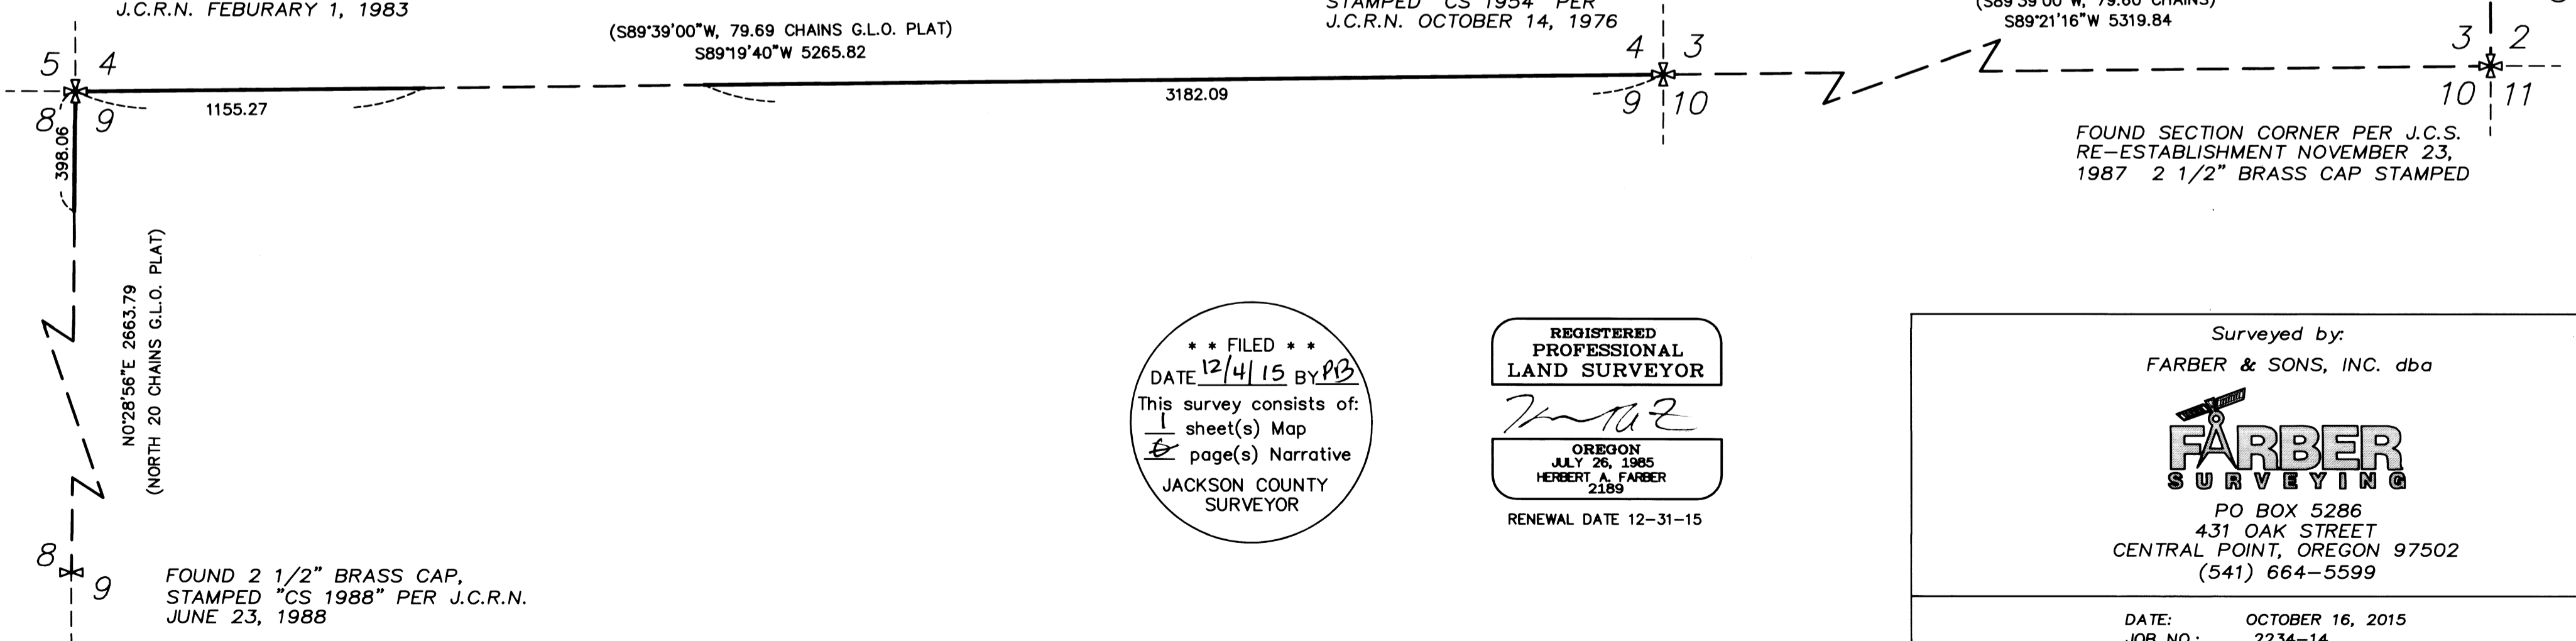 J.C.R.N. FEBURARY 1, 1983
(S89°39'00"W, 79.69 CHAINS G.L.O. PLAT)
S89°19'40"W 5265.82
STAMPED "CS 1954" PER
J.C.R.N. OCTOBER 14, 1976
(S89°39'00"W, 79.60 CHAINS)
S89°21'16"W 5319.84
5 4
8 9
4 3
9 10
3 2
10 11
1155.27
3182.09
398.06
FOUND SECTION CORNER PER J.C.S.
RE-ESTABLISHMENT NOVEMBER 23,
1987 2 1/2" BRASS CAP STAMPED
N0°28'56"E 2663.79
(NORTH 20 CHAINS G.L.O. PLAT)
8
9
FOUND 2 1/2" BRASS CAP,
STAMPED "CS 1988" PER J.C.R.N.
JUNE 23, 1988
* * FILED * *
DATE 12/4/15 BY PB
This survey consists of:
1 sheet(s) Map
page(s) Narrative
JACKSON COUNTY
SURVEYOR
REGISTERED
PROFESSIONAL
LAND SURVEYOR
OREGON
JULY 26, 1985
HERBERT A. FARBER
2189
RENEWAL DATE 12-31-15
Surveyed by:
FARBER & SONS, INC. dba
FARBER
SURVEYING
PO BOX 5286
431 OAK STREET
CENTRAL POINT, OREGON 97502
(541) 664-5599
DATE: OCTOBER 16, 2015
JOB NO.: 2234-14